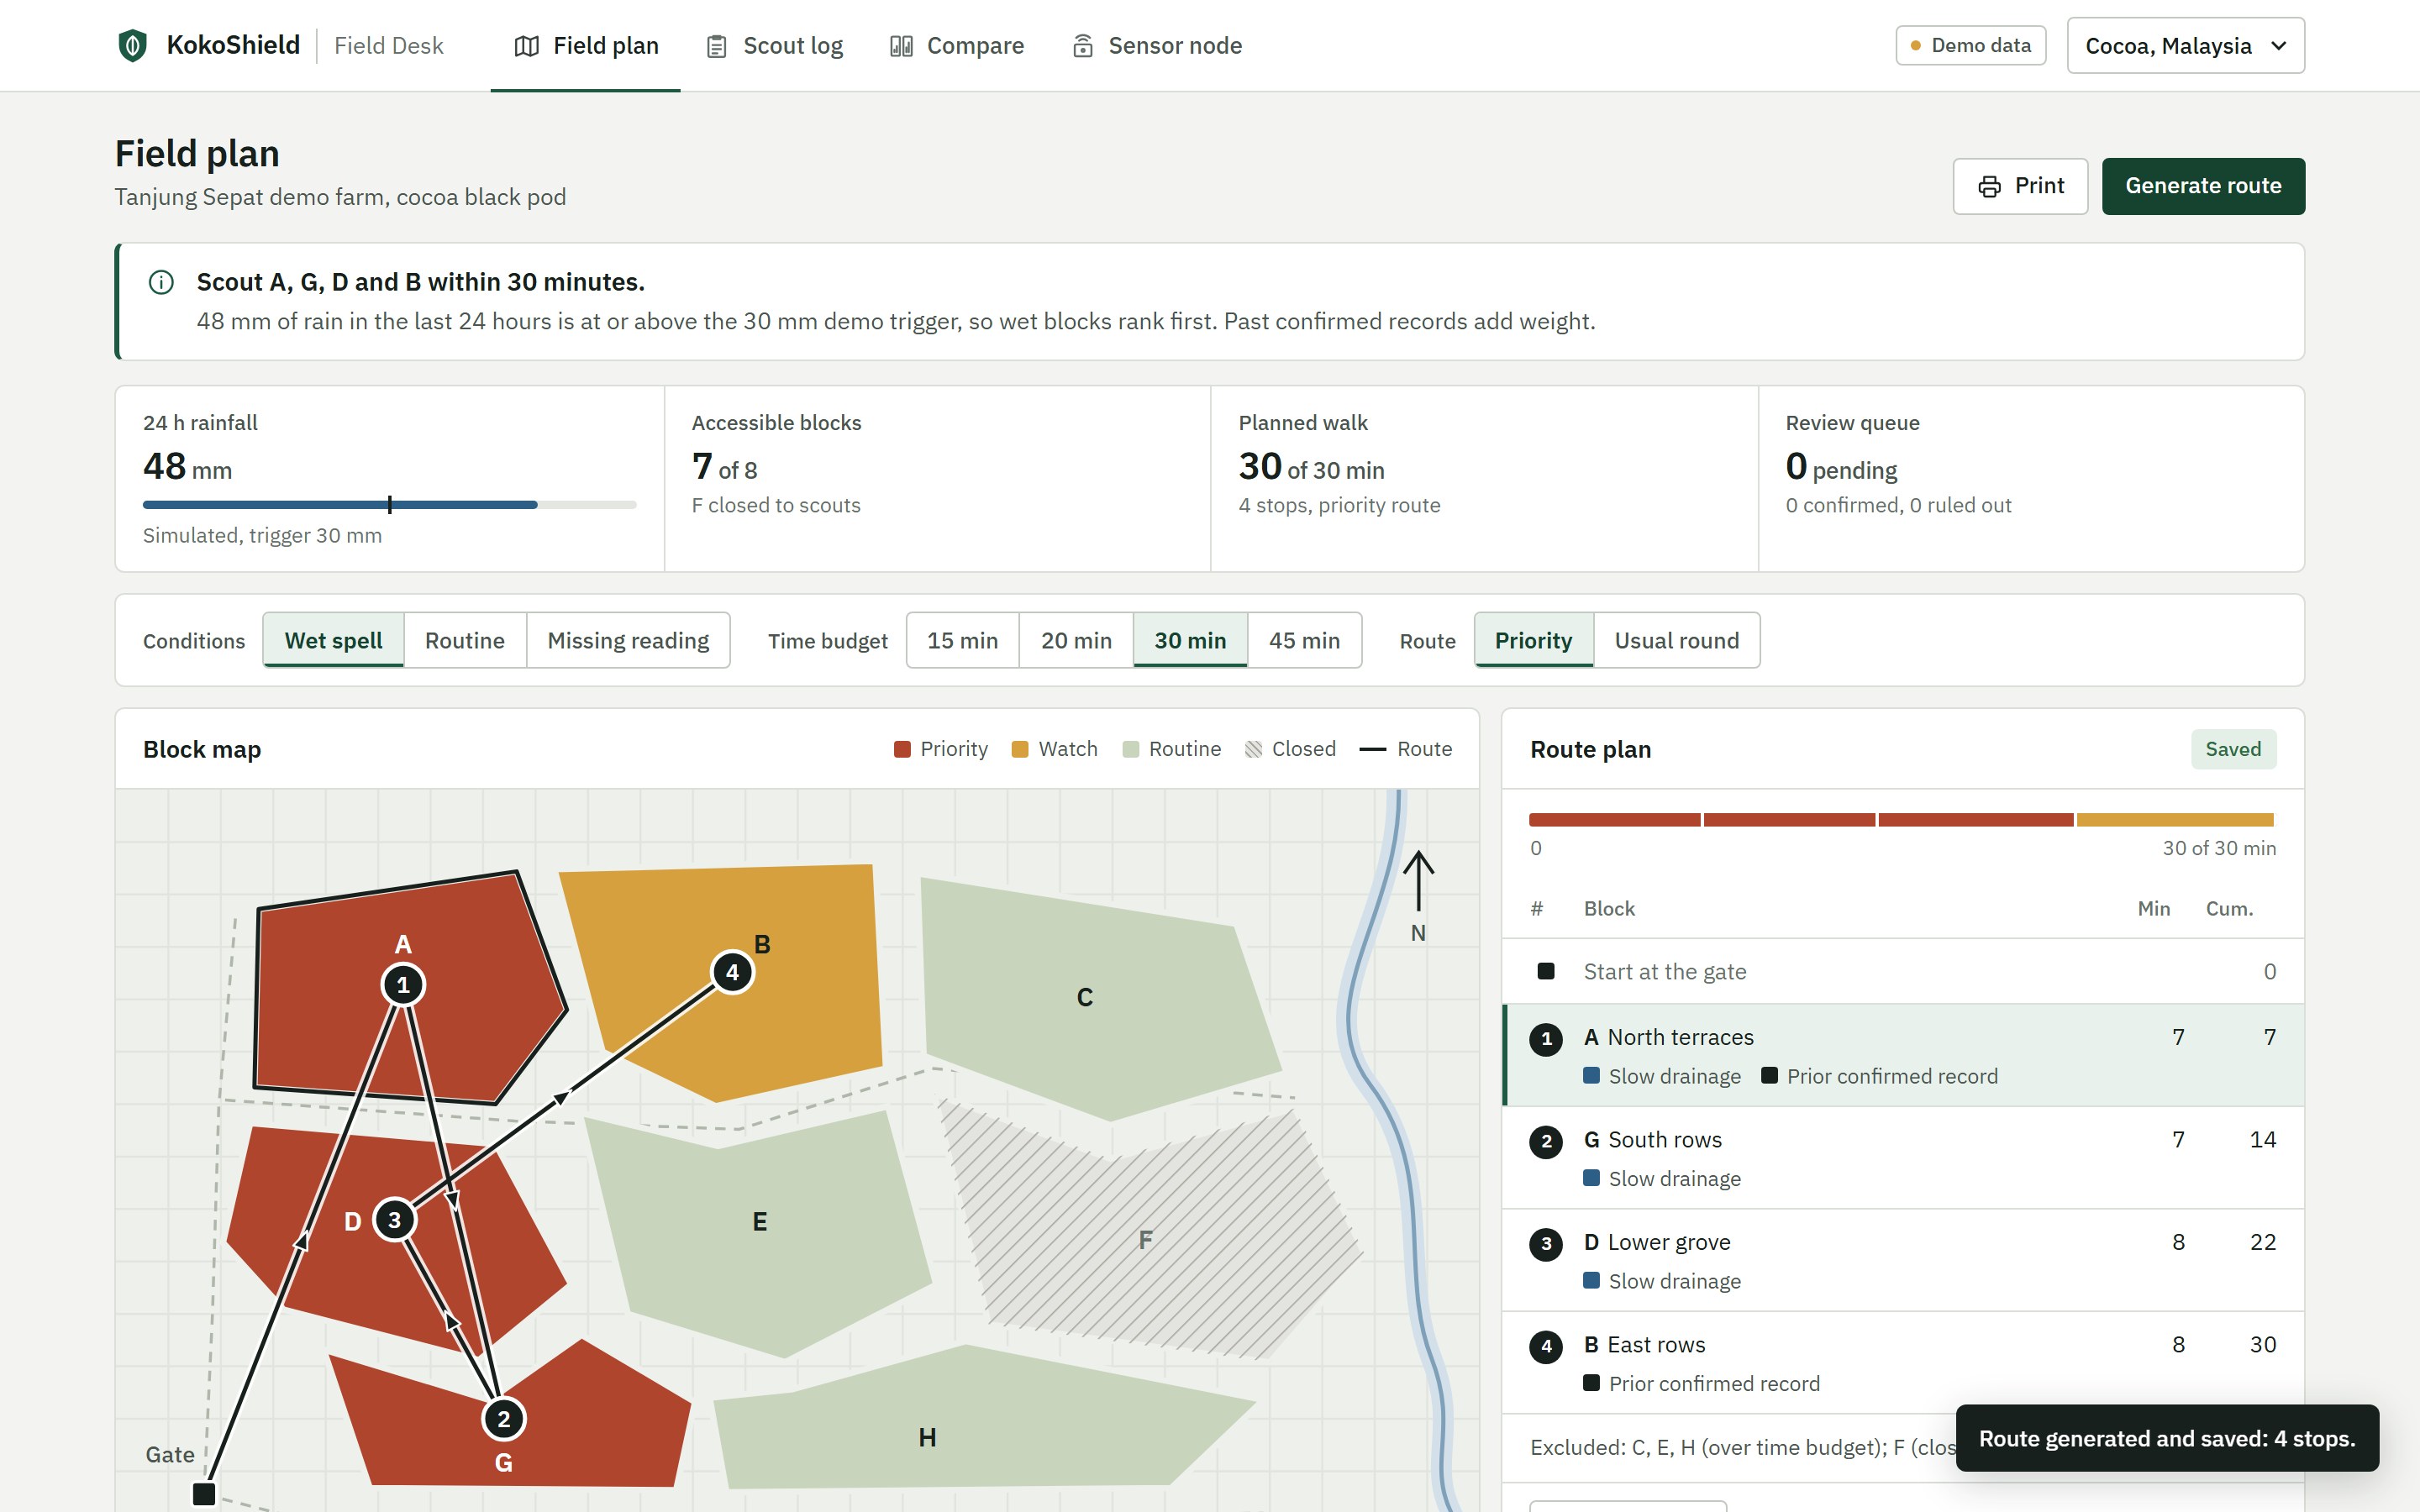 KokoShield | Field Desk
Field plan
Scout log
Compare
Sensor node
Demo data
Cocoa, Malaysia
Field plan
Tanjung Sepat demo farm, cocoa black pod
Print
Generate route
Scout A, G, D and B within 30 minutes.
48 mm of rain in the last 24 hours is at or above the 30 mm demo trigger, so wet blocks rank first. Past confirmed records add weight.
24 h rainfall
48 mm
Simulated, trigger 30 mm
Accessible blocks
7 of 8
F closed to scouts
Planned walk
30 of 30 min
4 stops, priority route
Review queue
0 pending
0 confirmed, 0 ruled out
Conditions
Wet spell
Routine
Missing reading
Time budget
15 min
20 min
30 min
45 min
Route
Priority
Usual round
Block map
Priority
Watch
Routine
Closed
Route
N
A
1
B
4
C
D
3
E
F
2
G
H
Gate
Route plan
Saved
0
30 of 30 min
# Block Min Cum.
Start at the gate 0
1 A North terraces 7 7
Slow drainage Prior confirmed record
2 G South rows 7 14
Slow drainage
3 D Lower grove 8 22
Slow drainage
4 B East rows 8 30
Prior confirmed record
Excluded: C, E, H (over time budget); F (clos
Route generated and saved: 4 stops.